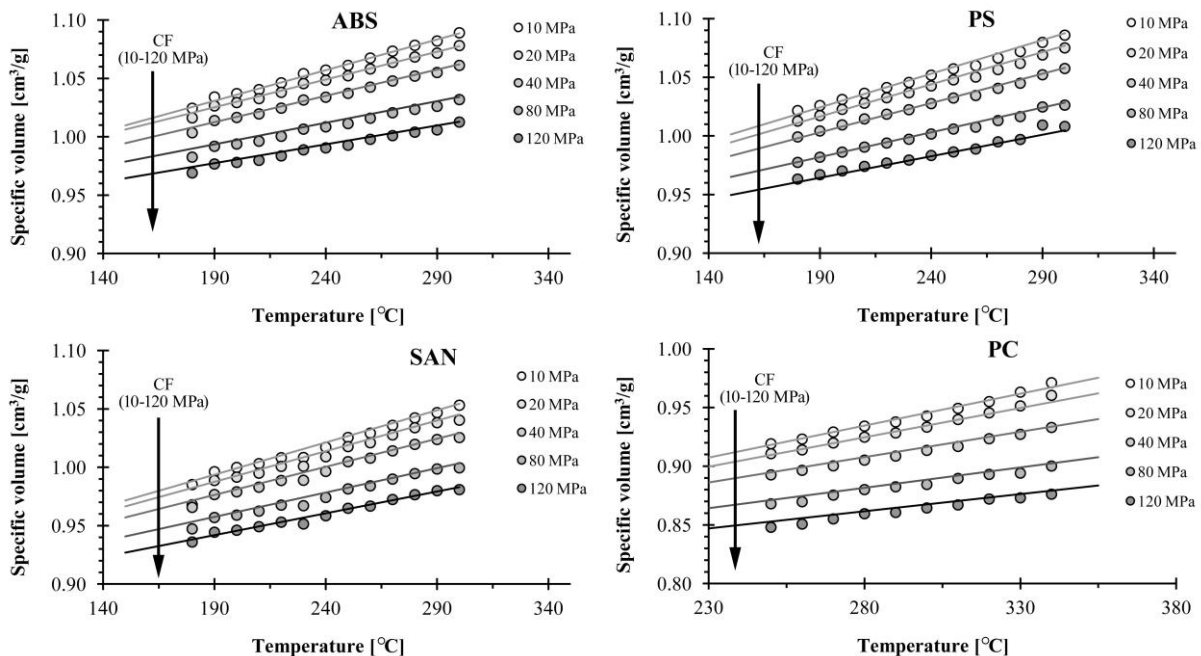 ABS
Specific volume [cm³/g]
1.10
1.05
1.00
0.95
0.90
CF
(10-120 MPa)
10 MPa
20 MPa
40 MPa
80 MPa
120 MPa
140
190
240
290
340
Temperature [°C]
PS
Specific volume [cm³/g]
1.10
1.05
1.00
0.95
0.90
CF
(10-120 MPa)
10 MPa
20 MPa
40 MPa
80 MPa
120 MPa
140
190
240
290
340
Temperature [°C]
SAN
Specific volume [cm³/g]
1.10
1.05
1.00
0.95
0.90
CF
(10-120 MPa)
10 MPa
20 MPa
40 MPa
80 MPa
120 MPa
140
190
240
290
340
Temperature [°C]
PC
Specific volume [cm³/g]
1.00
0.95
0.90
0.85
0.80
CF
(10-120 MPa)
10 MPa
20 MPa
40 MPa
80 MPa
120 MPa
230
280
330
380
Temperature [°C]